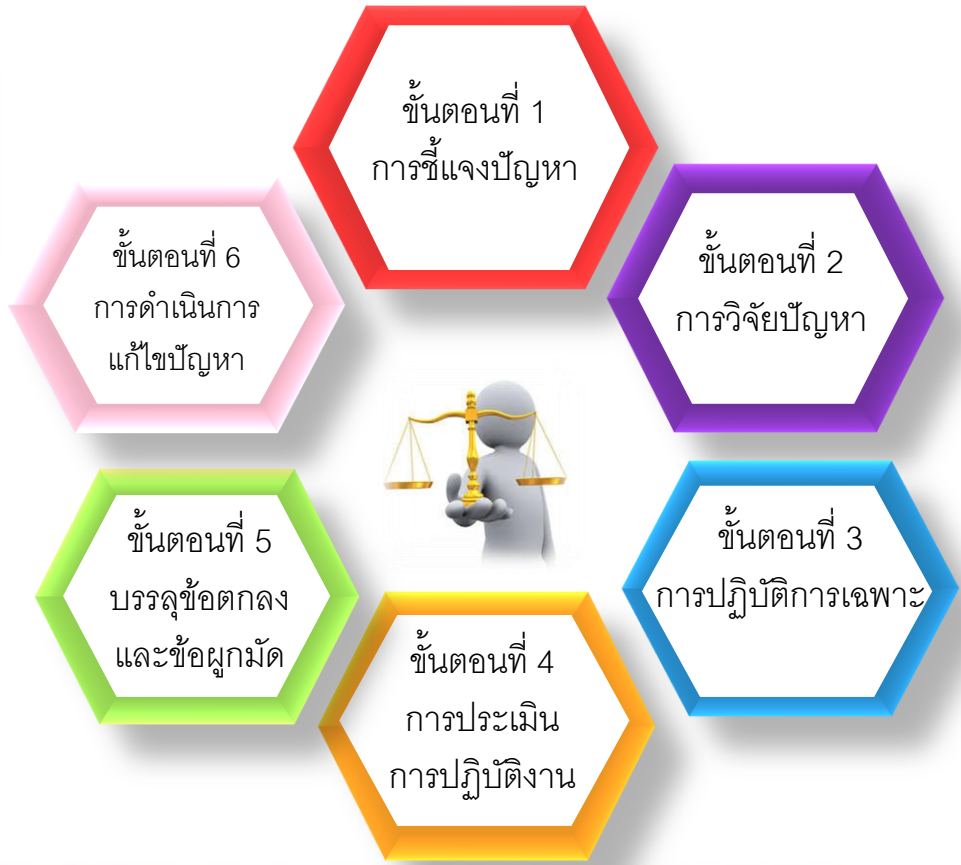 ขั้นตอนที่ 1
การชี้แจงปัญหา
ขั้นตอนที่ 2
การวิจัยปัญหา
ขั้นตอนที่ 3
การปฏิบัติการเฉพาะ
ขั้นตอนที่ 4
การประเมิน
การปฏิบัติงาน
ขั้นตอนที่ 5
บรรลุข้อตกลง
และข้อผูกมัด
ขั้นตอนที่ 6
การดำเนินการ
แก้ไขปัญหา